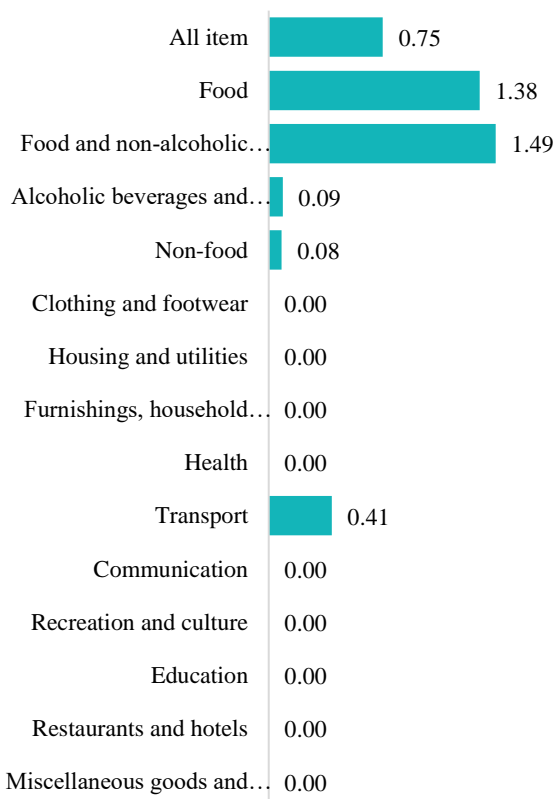 All item 0.75
Food 1.38
Food and non-alcoholic… 1.49
Alcoholic beverages and… 0.09
Non-food 0.08
Clothing and footwear 0.00
Housing and utilities 0.00
Furnishings, household… 0.00
Health 0.00
Transport 0.41
Communication 0.00
Recreation and culture 0.00
Education 0.00
Restaurants and hotels 0.00
Miscellaneous goods and… 0.00